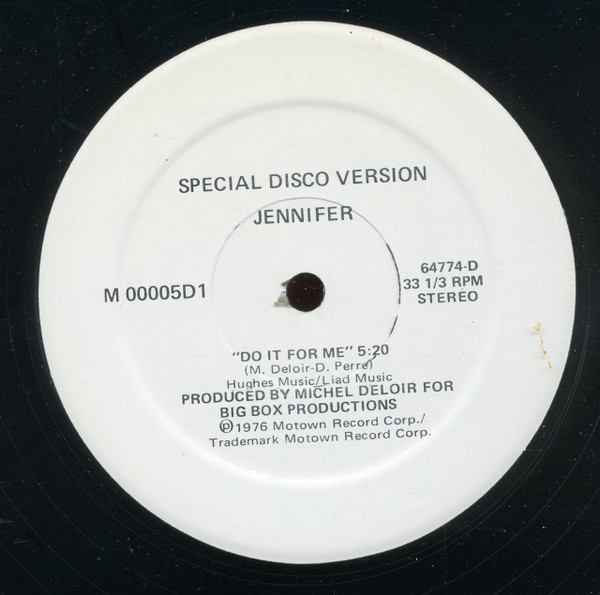 SPECIAL DISCO VERSION
JENNIFER
M 00005D1
64774-D
33 1/3 RPM
STEREO
"DO IT FOR ME" 5:20
(M. Deloir-D. Perre)
Hughes Music/Liad Music
PRODUCED BY MICHEL DELOIR FOR
BIG BOX PRODUCTIONS
Ⓟ1976 Motown Record Corp./
Trademark Motown Record Corp.